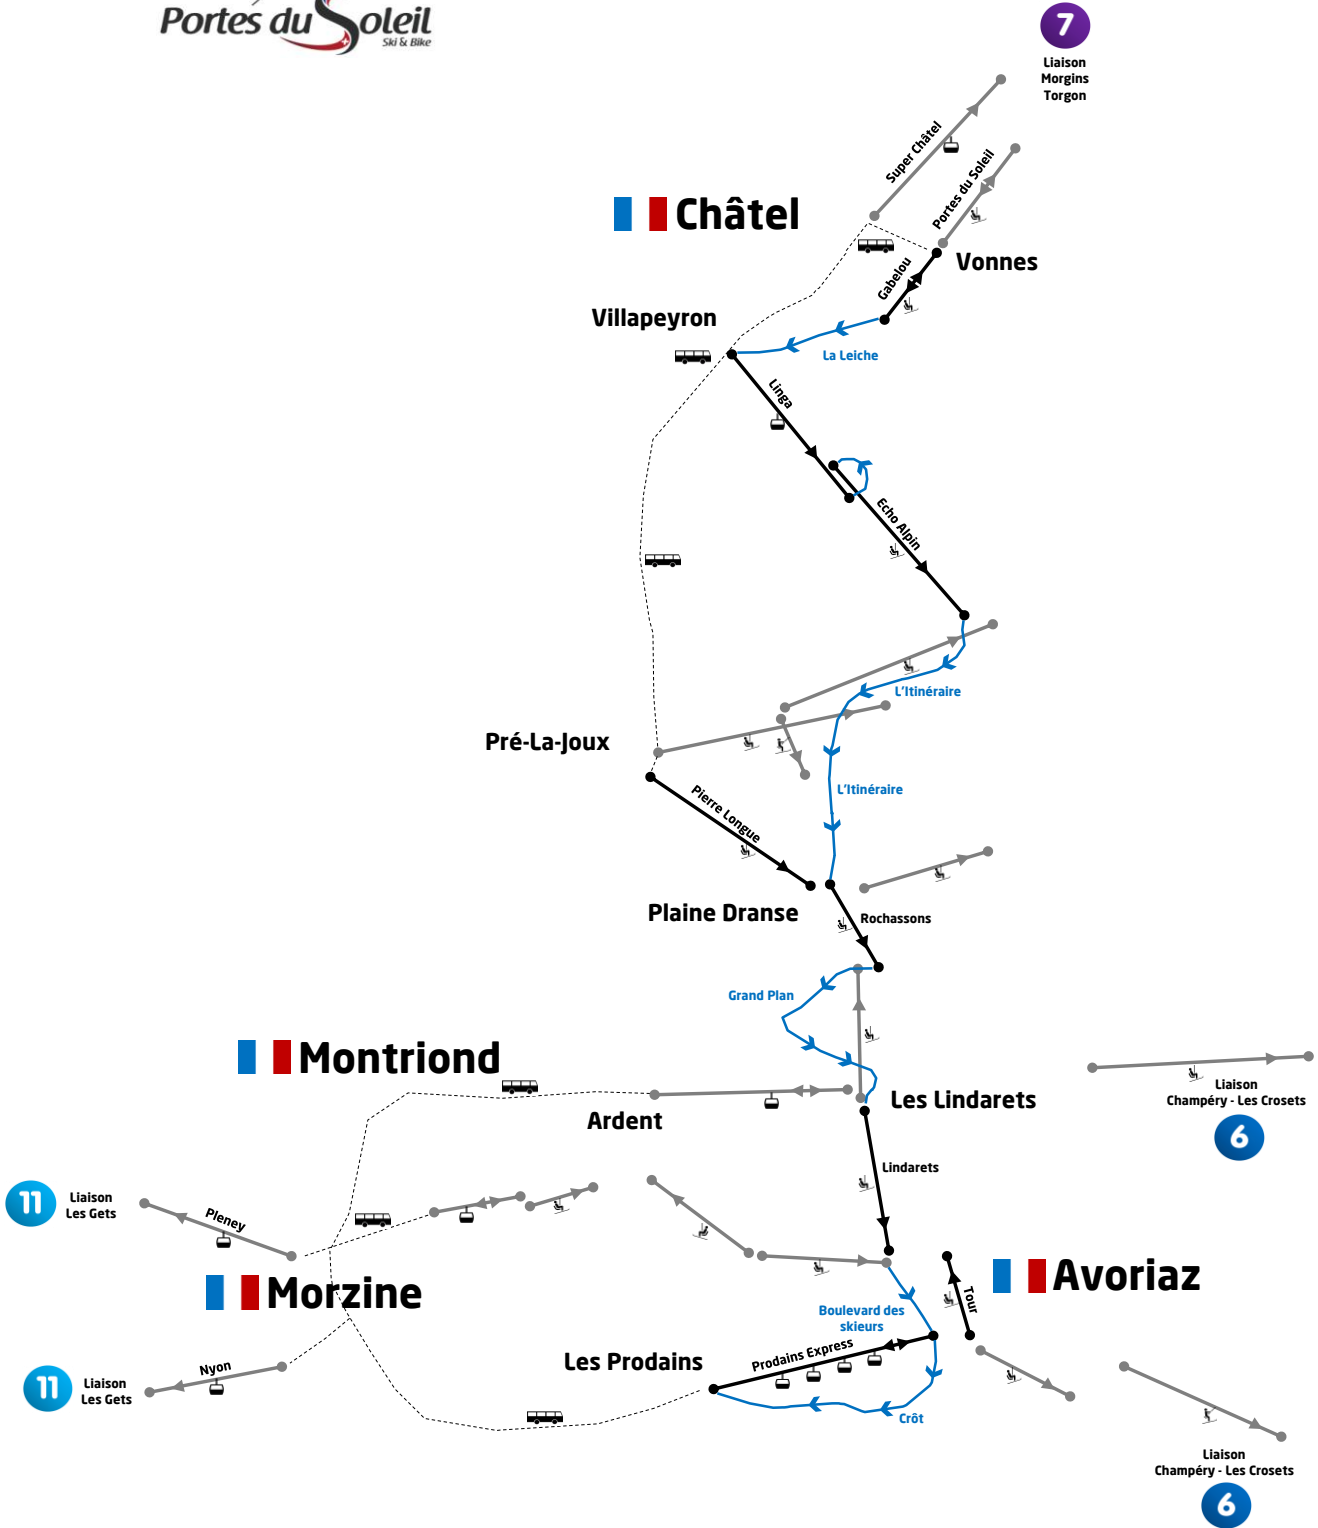 Portes du Soleil
Ski & Bike
7
Liaison
Morgins
Torgon
Super Châtel
Portes du Soleil
Châtel
Vonnes
Gabelou
Villapeyron
La Leiche
Linga
Echo Alpin
L'Itinéraire
Pré-La-Joux
L'Itinéraire
Pierre Longue
Plaine Dranse
Rochassons
Grand Plan
Montriond
Les Lindarets
Ardent
Liaison
Champéry - Les Crosets
6
Lindarets
11
Liaison
Les Gets
Pleney
Morzine
Avoriaz
Tour
Boulevard des
skieurs
Prodains Express
Les Prodains
Nyon
11
Liaison
Les Gets
Crôt
Liaison
Champéry - Les Crosets
6